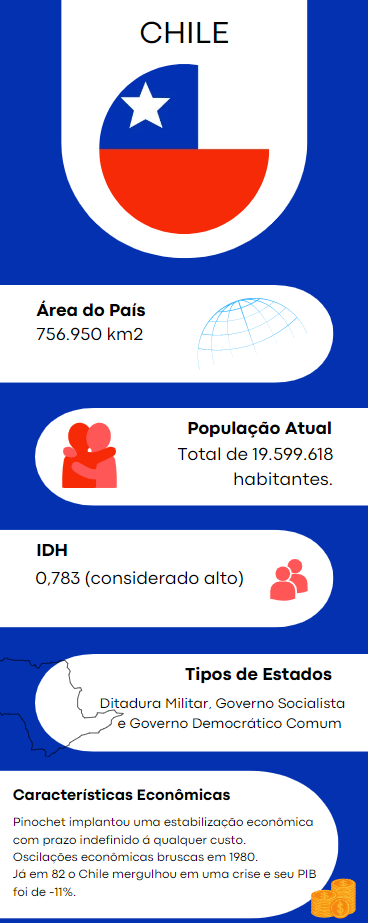 CHILE
Área do País
756.950 km2
População Atual
Total de 19.599.618
habitantes.
IDH
0,783 (considerado alto)
Tipos de Estados
Ditadura Militar, Governo Socialista
e Governo Democrático Comum
Características Econômicas
Pinochet implantou uma estabilização econômica
com prazo indefinido á qualquer custo.
Oscilações econômicas bruscas em 1980.
Já em 82 o Chile mergulhou em uma crise e seu PIB
foi de -11%.